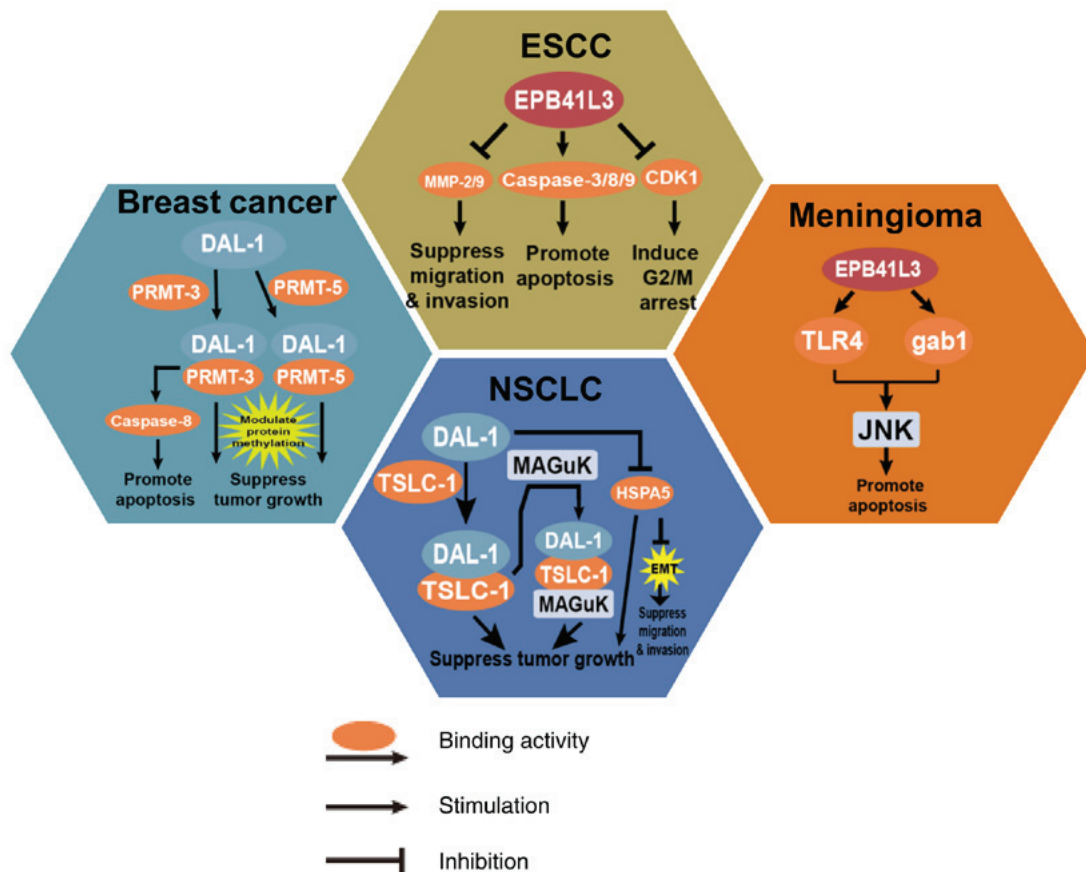 ESCC
EPB41L3
MMP-2/9
Caspase-3/8/9
CDK1
Suppress
migration
& invasion
Promote
apoptosis
Induce
G2/M
arrest
Breast cancer
DAL-1
PRMT-3
PRMT-5
DAL-1
PRMT-3
DAL-1
PRMT-5
Caspase-8
Modulate
protein
methylation
Promote
apoptosis
Suppress
tumor growth
Meningioma
EPB41L3
TLR4
gab1
JNK
Promote
apoptosis
NSCLC
DAL-1
TSLC-1
MAGuK
HSPA5
DAL-1
TSLC-1
DAL-1
TSLC-1
MAGuK
EMT
Suppress
migration
& invasion
Suppress tumor growth
Binding activity
Stimulation
Inhibition